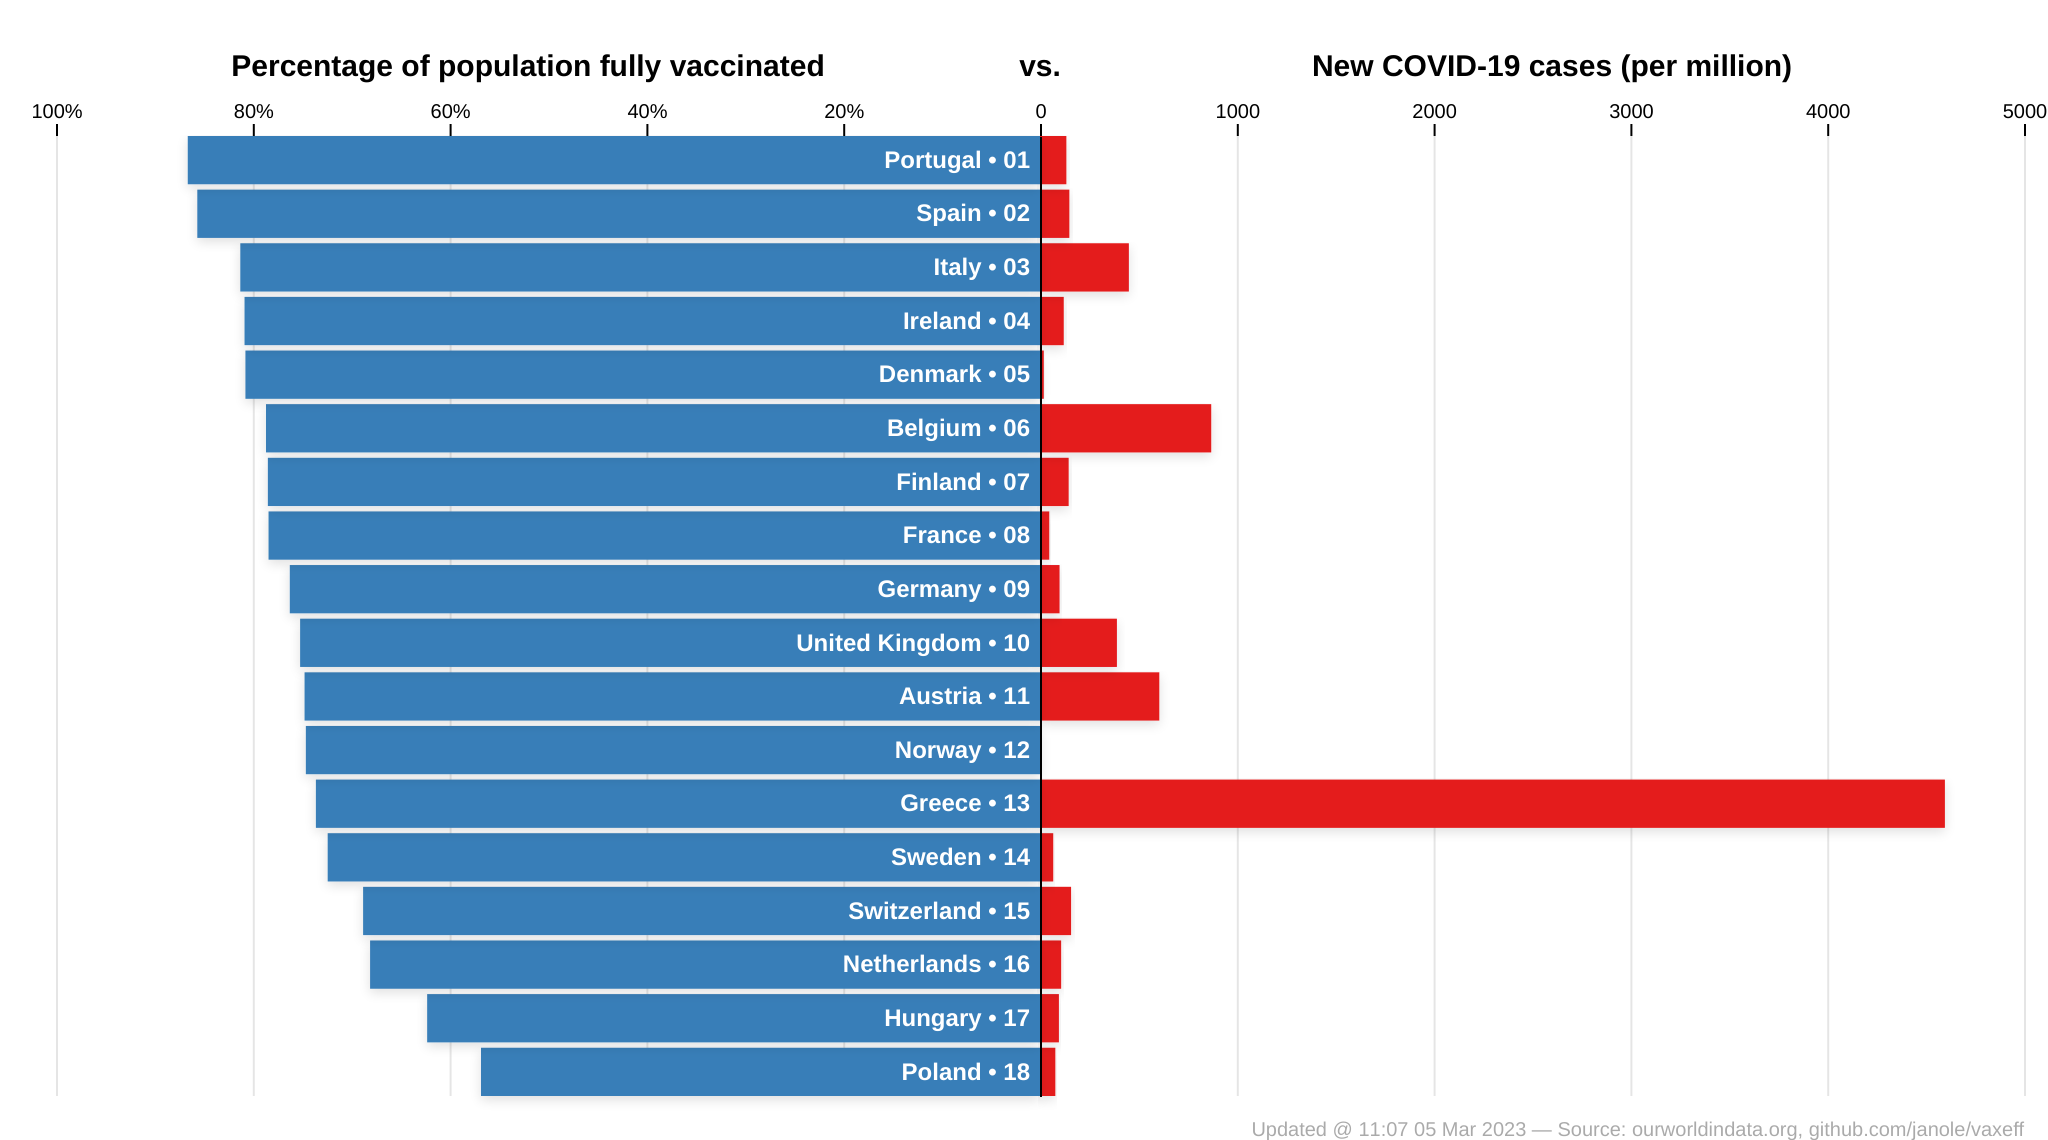 Percentage of population fully vaccinated vs. New COVID-19 cases (per million)
100% 80% 60% 40% 20% 0 1000 2000 3000 4000 5000
Portugal • 01
Spain • 02
Italy • 03
Ireland • 04
Denmark • 05
Belgium • 06
Finland • 07
France • 08
Germany • 09
United Kingdom • 10
Austria • 11
Norway • 12
Greece • 13
Sweden • 14
Switzerland • 15
Netherlands • 16
Hungary • 17
Poland • 18
Updated @ 11:07 05 Mar 2023 — Source: ourworldindata.org, github.com/janole/vaxeff